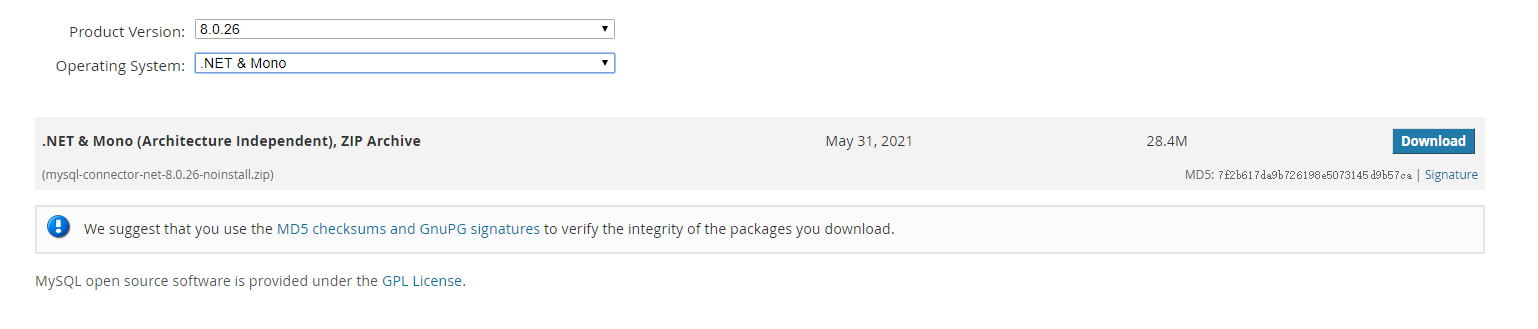 Product Version: 8.0.26
Operating System: .NET & Mono
.NET & Mono (Architecture Independent), ZIP Archive May 31, 2021 28.4M Download
(mysql-connector-net-8.0.26-noinstall.zip) MD5: 7f2b617da9b726198e5073145d9b57ca | Signature
We suggest that you use the MD5 checksums and GnuPG signatures to verify the integrity of the packages you download.
MySQL open source software is provided under the GPL License.